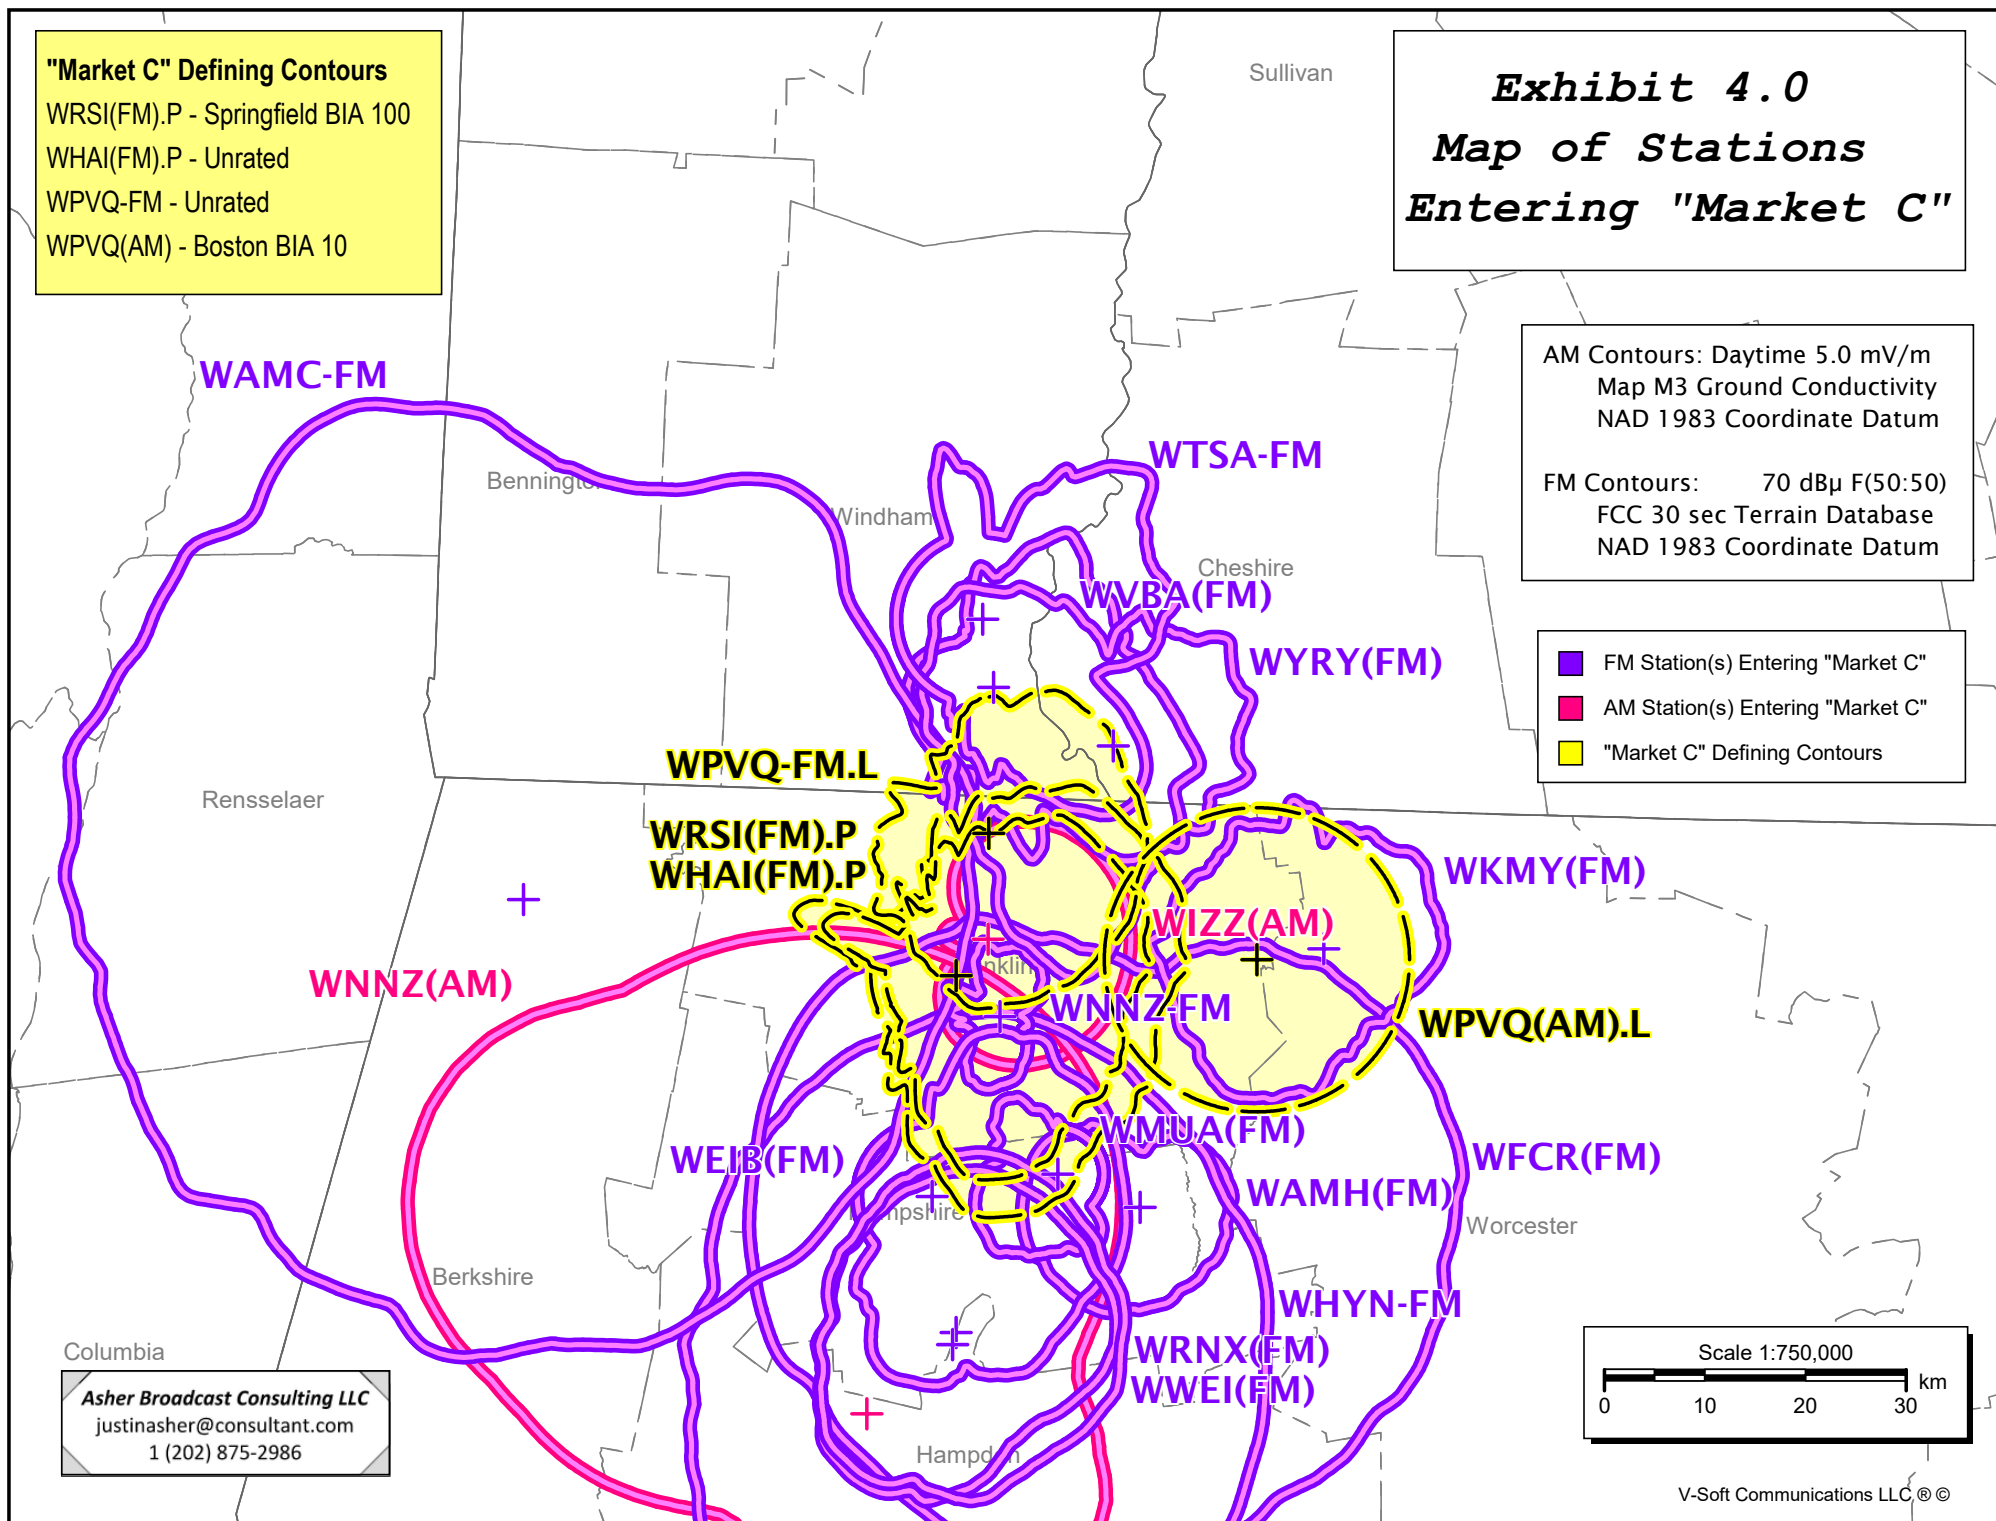 "Market C" Defining Contours
WRSI(FM).P - Springfield BIA 100
WHAI(FM).P - Unrated
WPVQ-FM - Unrated
WPVQ(AM) - Boston BIA 10
Exhibit 4.0
Map of Stations
Entering "Market C"
Sullivan
AM Contours: Daytime 5.0 mV/m
Map M3 Ground Conductivity
NAD 1983 Coordinate Datum
FM Contours: 70 dBµ F(50:50)
FCC 30 sec Terrain Database
NAD 1983 Coordinate Datum
FM Station(s) Entering "Market C"
AM Station(s) Entering "Market C"
"Market C" Defining Contours
WAMC-FM
WTSA-FM
Windham
Cheshire
WVBA(FM)
WYRY(FM)
WPVQ-FM.L
Rensselaer
WRSI(FM).P
WHAI(FM).P
WKMY(FM)
WIZZ(AM)
WNNZ(AM)
WNNZ-FM
WPVQ(AM).L
WMUA(FM)
WEIB(FM)
WFCR(FM)
WAMH(FM)
Worcester
Berkshire
WHYN-FM
Columbia
WRNX(FM)
WWEI(FM)
Hampden
Asher Broadcast Consulting LLC
justinasher@consultant.com
1 (202) 875-2986
Scale 1:750,000
km
0 10 20 30
V-Soft Communications LLC ® ©